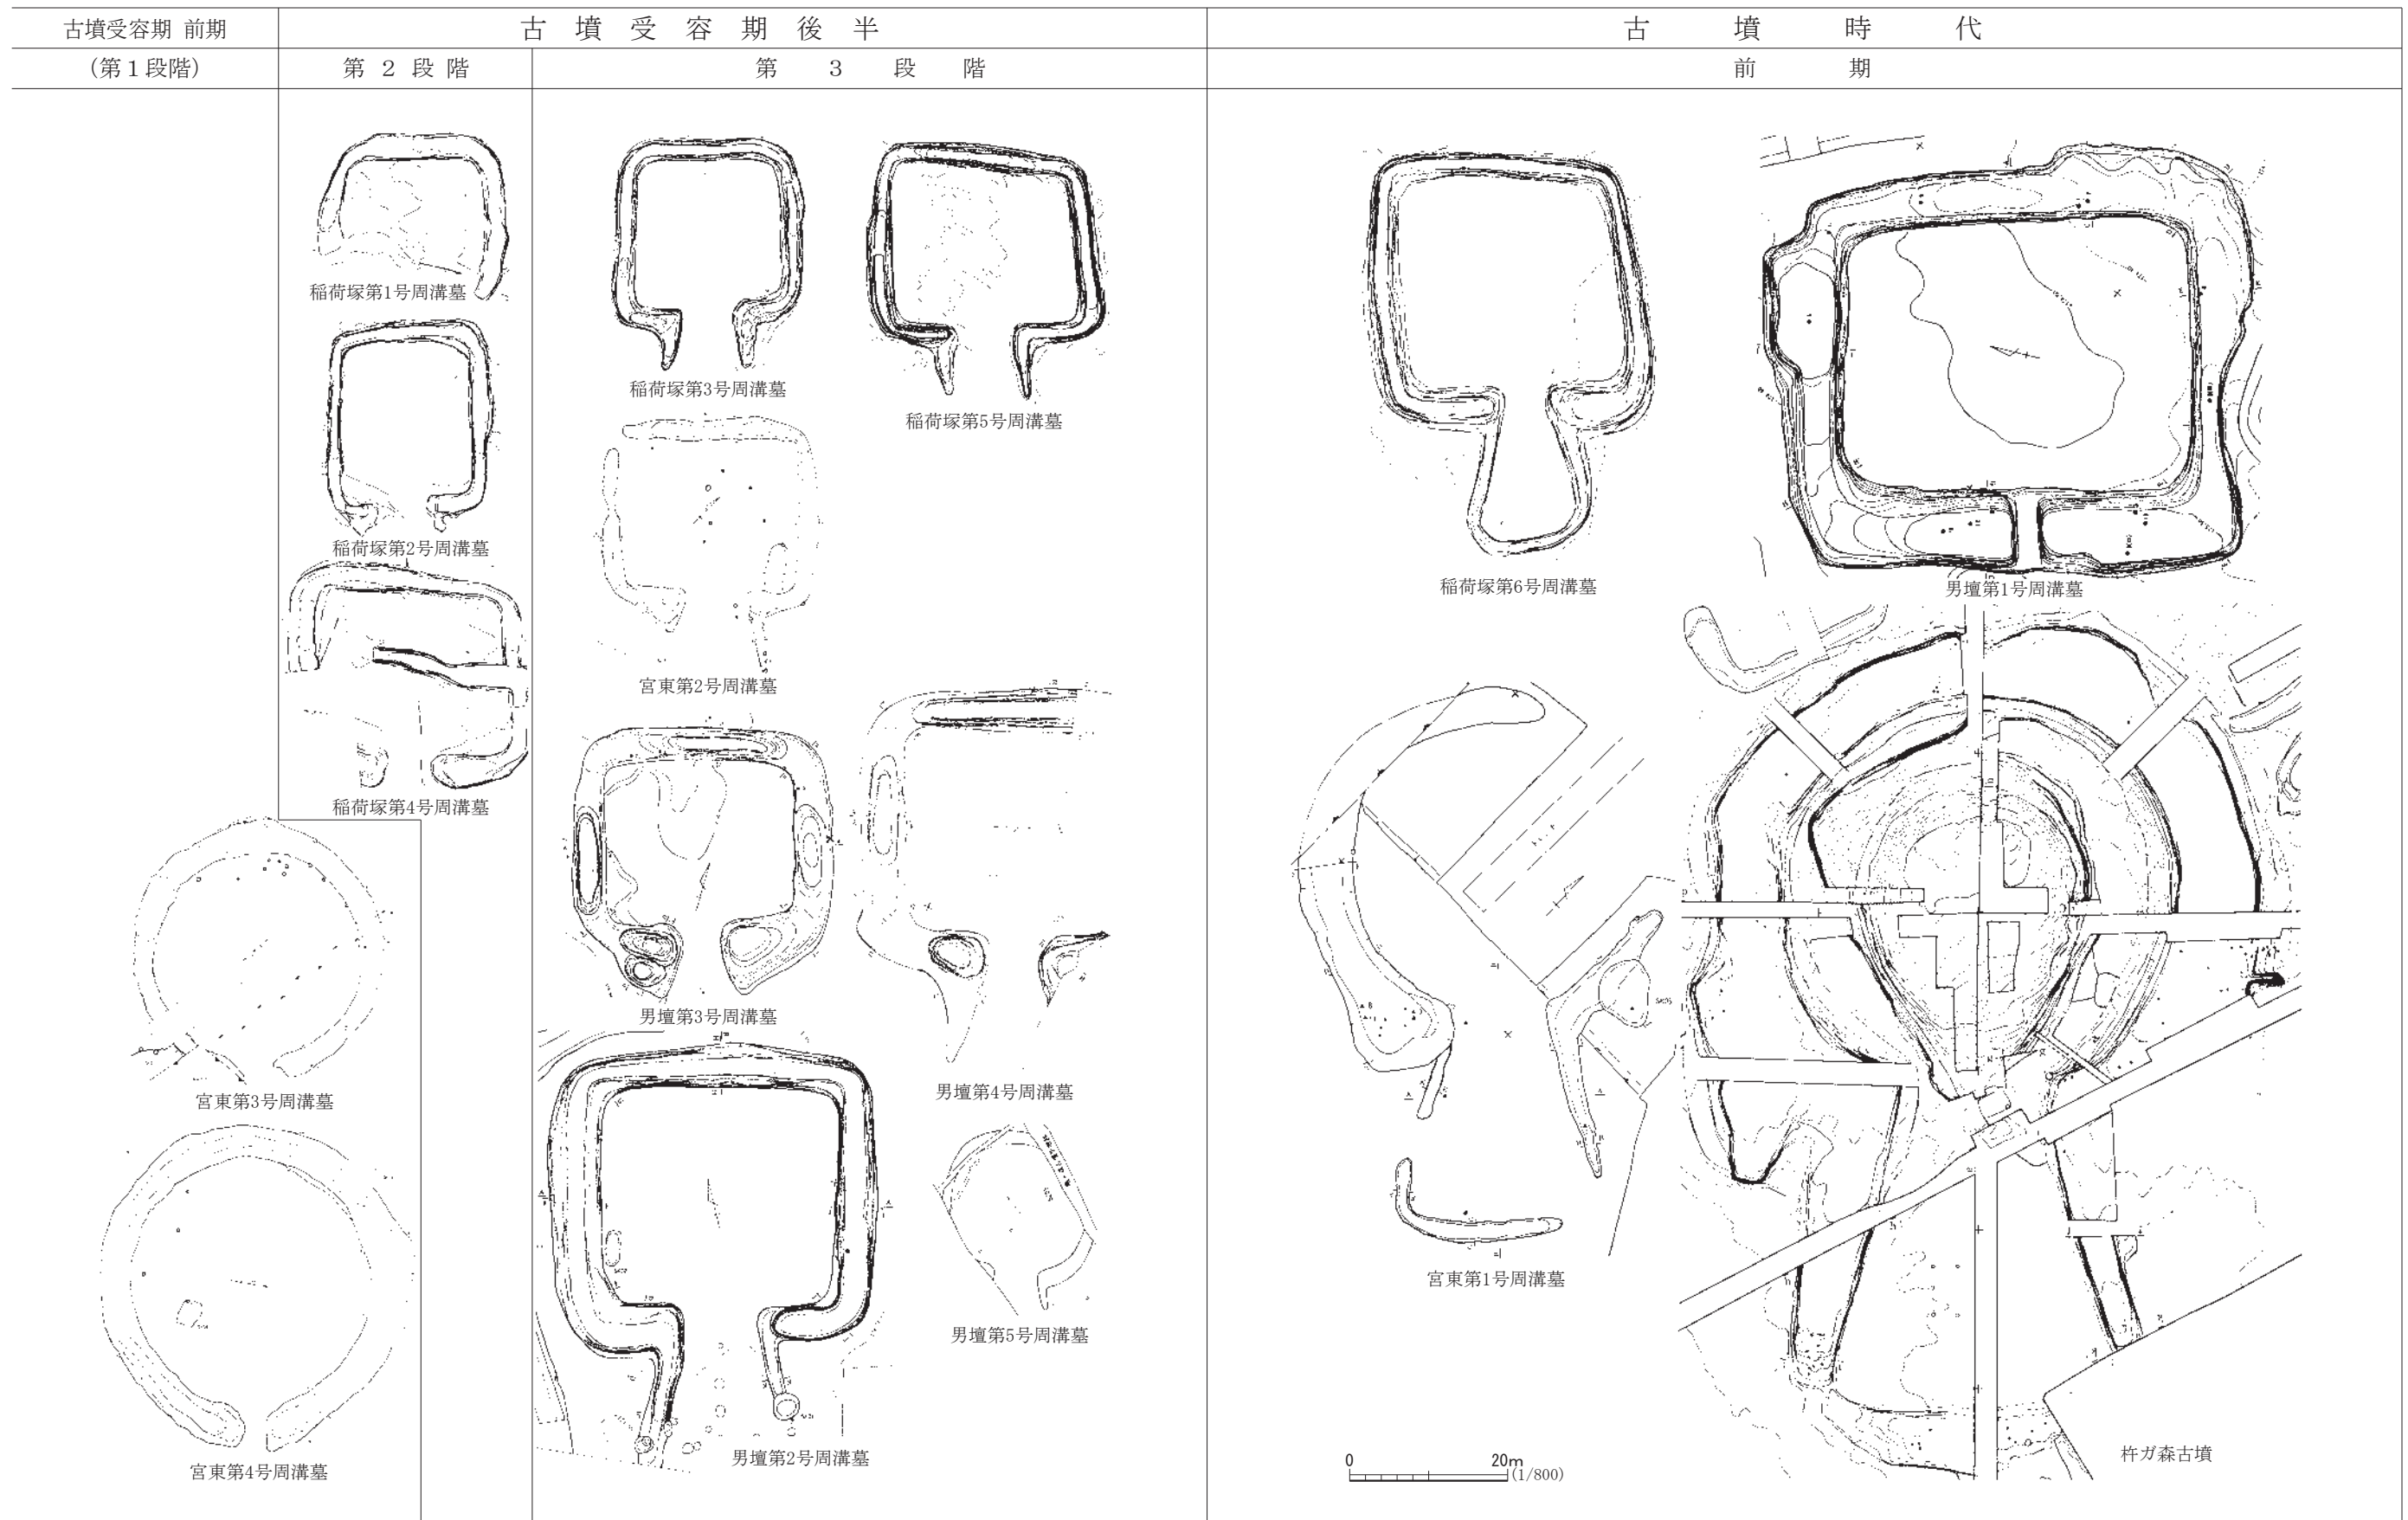 古墳受容期 前期
古墳受容期後半
古墳時代
(第1段階)
第2段階
第3段階
前期
稲荷塚第1号周溝墓
稲荷塚第2号周溝墓
稲荷塚第4号周溝墓
宮東第3号周溝墓
宮東第4号周溝墓
稲荷塚第3号周溝墓
稲荷塚第5号周溝墓
宮東第2号周溝墓
男壇第3号周溝墓
男壇第4号周溝墓
男壇第2号周溝墓
男壇第5号周溝墓
稲荷塚第6号周溝墓
男壇第1号周溝墓
宮東第1号周溝墓
杵ガ森古墳
0 20m
(1/800)